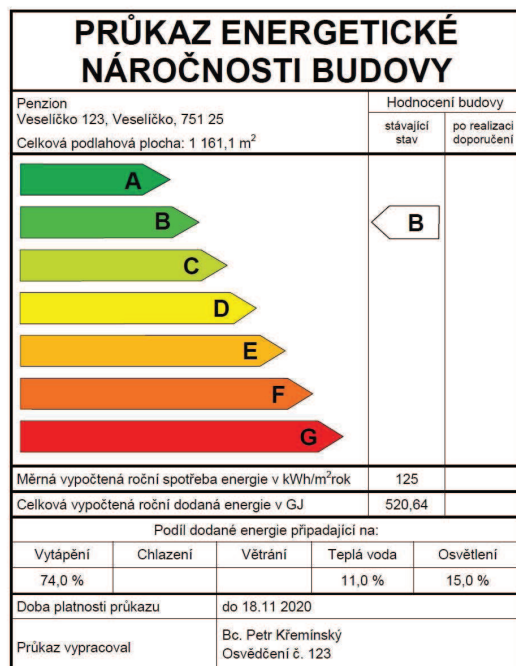 PRŮKAZ ENERGETICKÉ
NÁROČNOSTI BUDOVY
Penzion
Veselíčko 123, Veselíčko, 751 25
Celková podlahová plocha: 1 161,1 m²
Hodnocení budovy
stávající
stav
po realizaci
doporučení
A
B
B
C
D
E
F
G
Měrná vypočtená roční spotřeba energie v kWh/m²rok 125
Celková vypočtená roční dodaná energie v GJ 520,64
Podíl dodané energie připadající na:
Vytápění Chlazení Větrání Teplá voda Osvětlení
74,0 % 11,0 % 15,0 %
Doba platnosti průkazu do 18.11 2020
Průkaz vypracoval
Bc. Petr Křemínský
Osvědčení č. 123